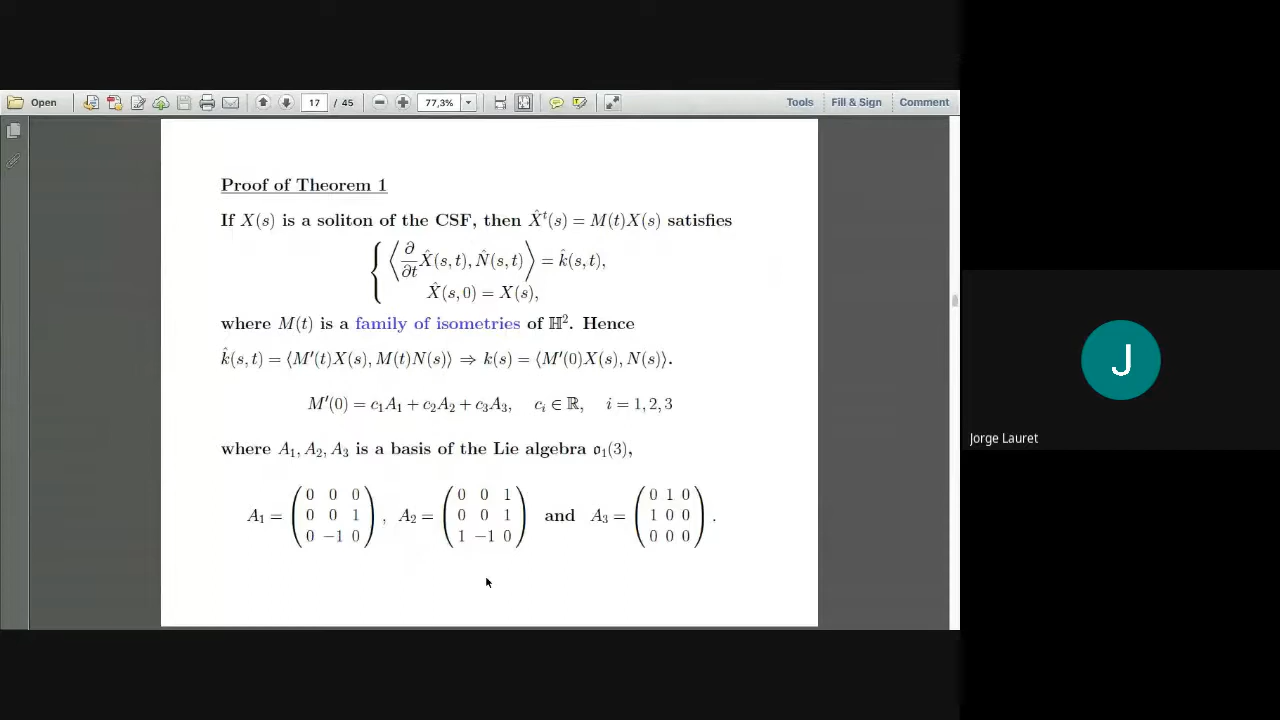 Open 17 / 45 77,3% Tools Fill & Sign Comment
Proof of Theorem 1
If X(s) is a soliton of the CSF, then X̂ᵗ(s) = M(t)X(s) satisfies
⟨∂/∂t X̂(s,t), N̂(s,t)⟩ = k̂(s,t),
X̂(s,0) = X(s),
where M(t) is a family of isometries of ℍ². Hence
k̂(s,t) = ⟨M′(t)X(s), M(t)N(s)⟩ ⇒ k(s) = ⟨M′(0)X(s), N(s)⟩.
M′(0) = c₁A₁ + c₂A₂ + c₃A₃, cᵢ ∈ ℝ, i = 1, 2, 3
where A₁, A₂, A₃ is a basis of the Lie algebra 𝔬₁(3),
0 0 0 0 0 1 0 1 0
A₁ = 0 0 1 , A₂ = 0 0 1 and A₃ = 1 0 0 .
0 −1 0 1 −1 0 0 0 0
J
Jorge Lauret